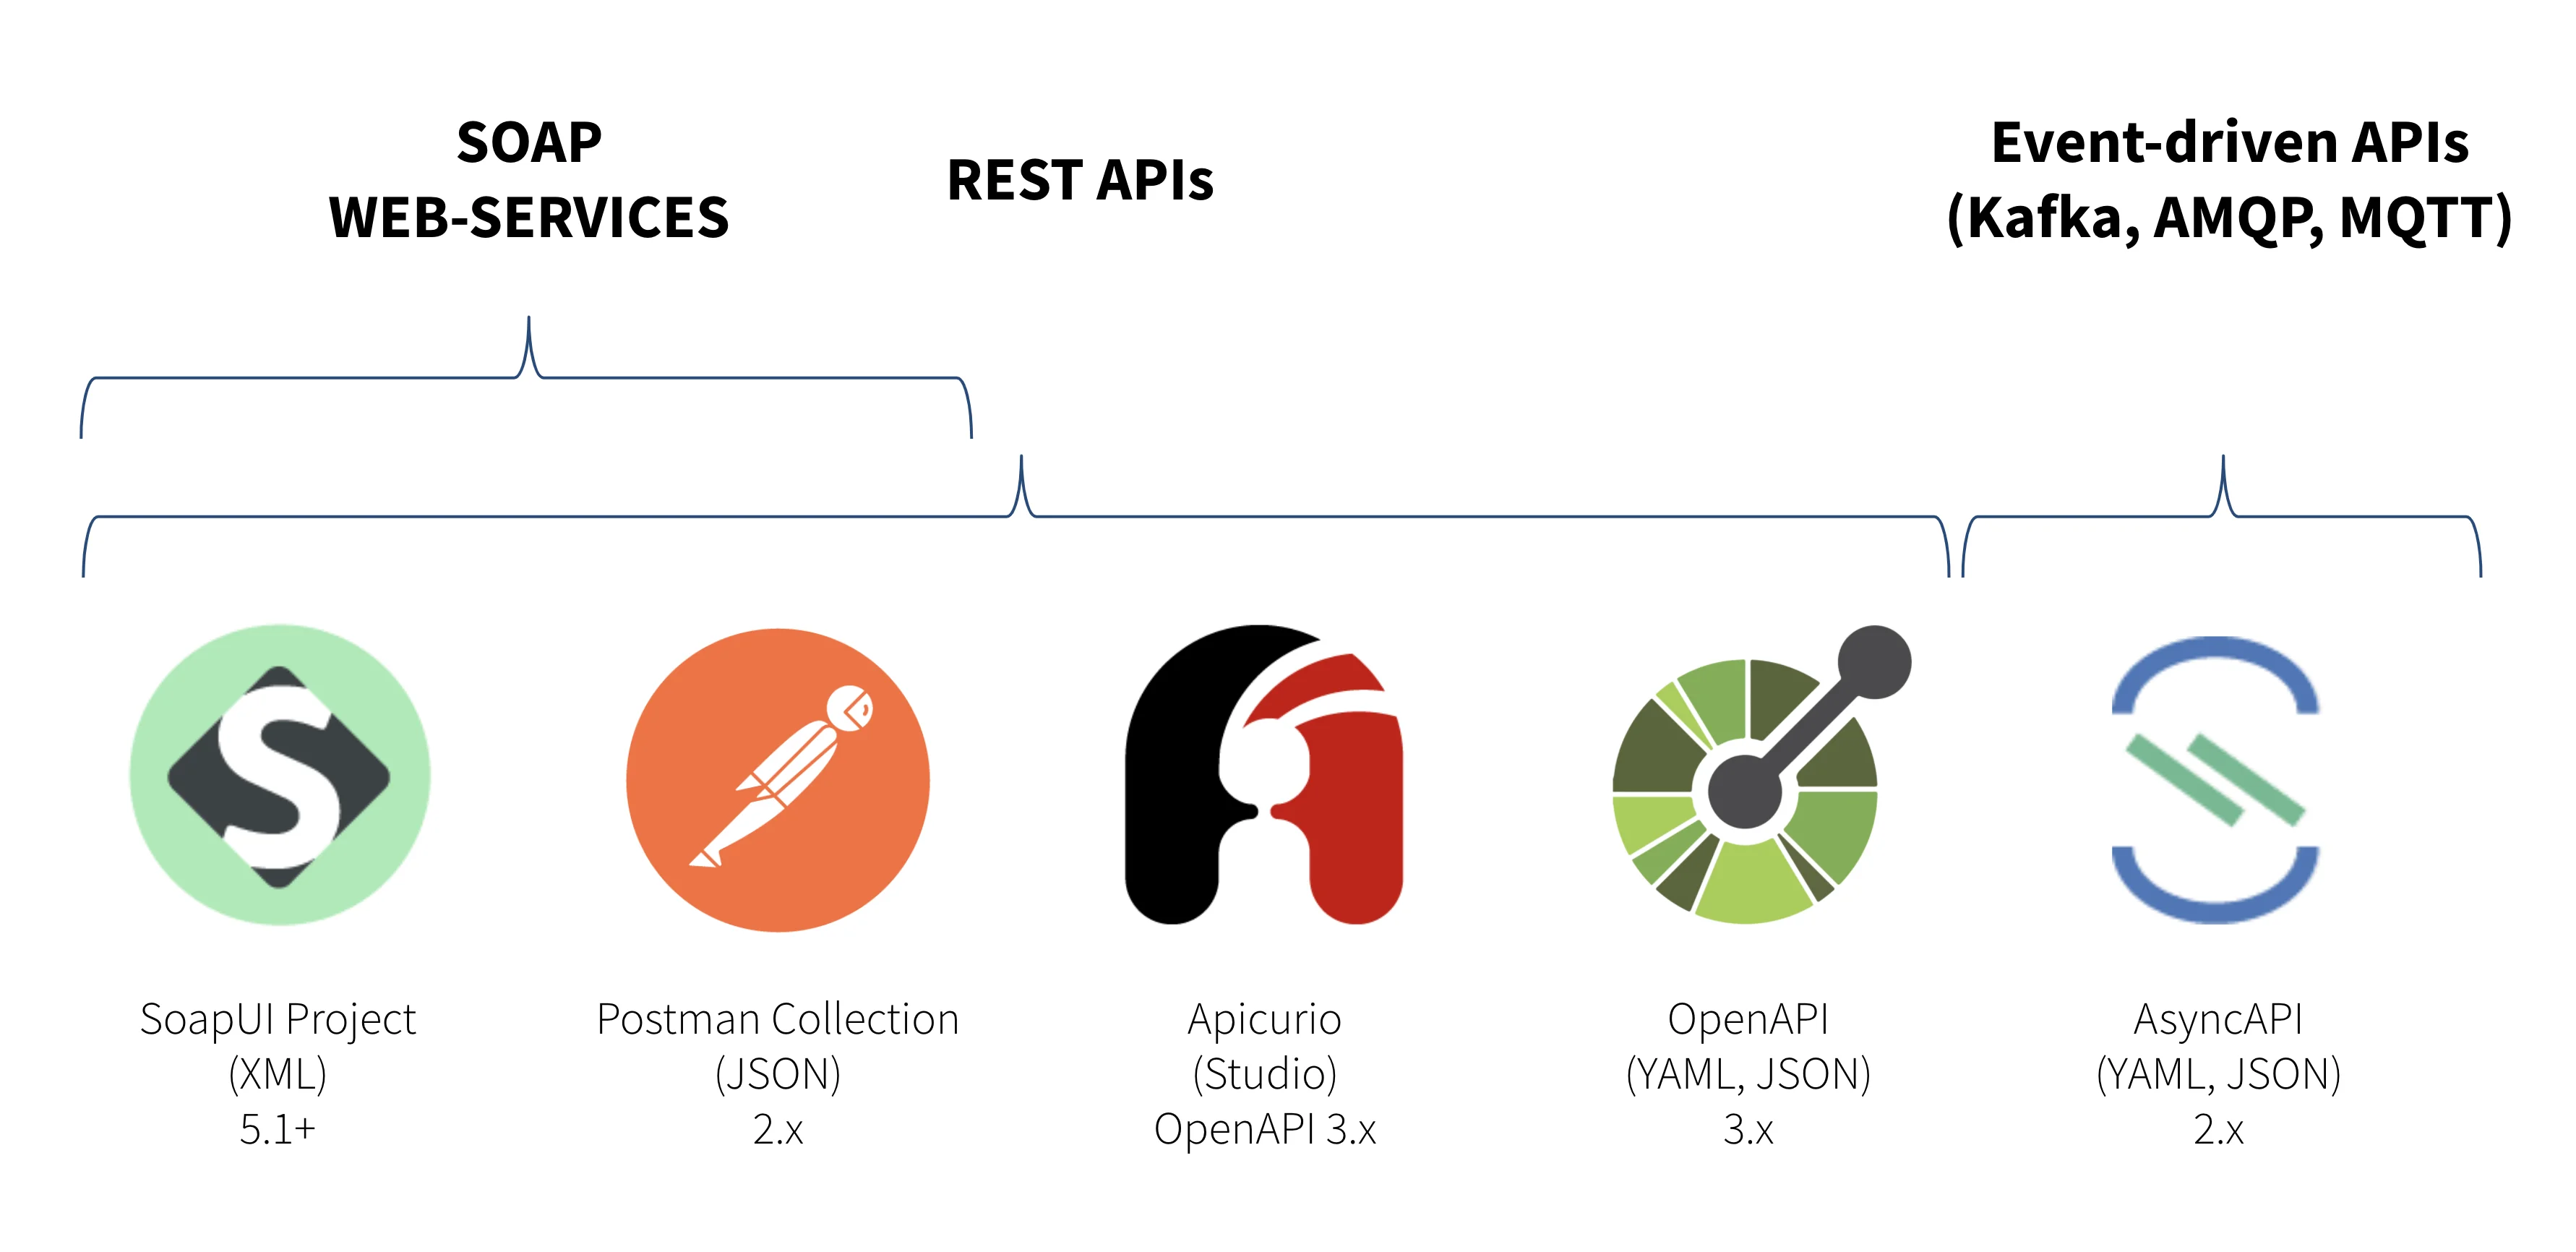 SOAP
WEB-SERVICES
REST APIs
Event-driven APIs
(Kafka, AMQP, MQTT)
SoapUI Project
(XML)
5.1+
Postman Collection
(JSON)
2.x
Apicurio
(Studio)
OpenAPI 3.x
OpenAPI
(YAML, JSON)
3.x
AsyncAPI
(YAML, JSON)
2.x